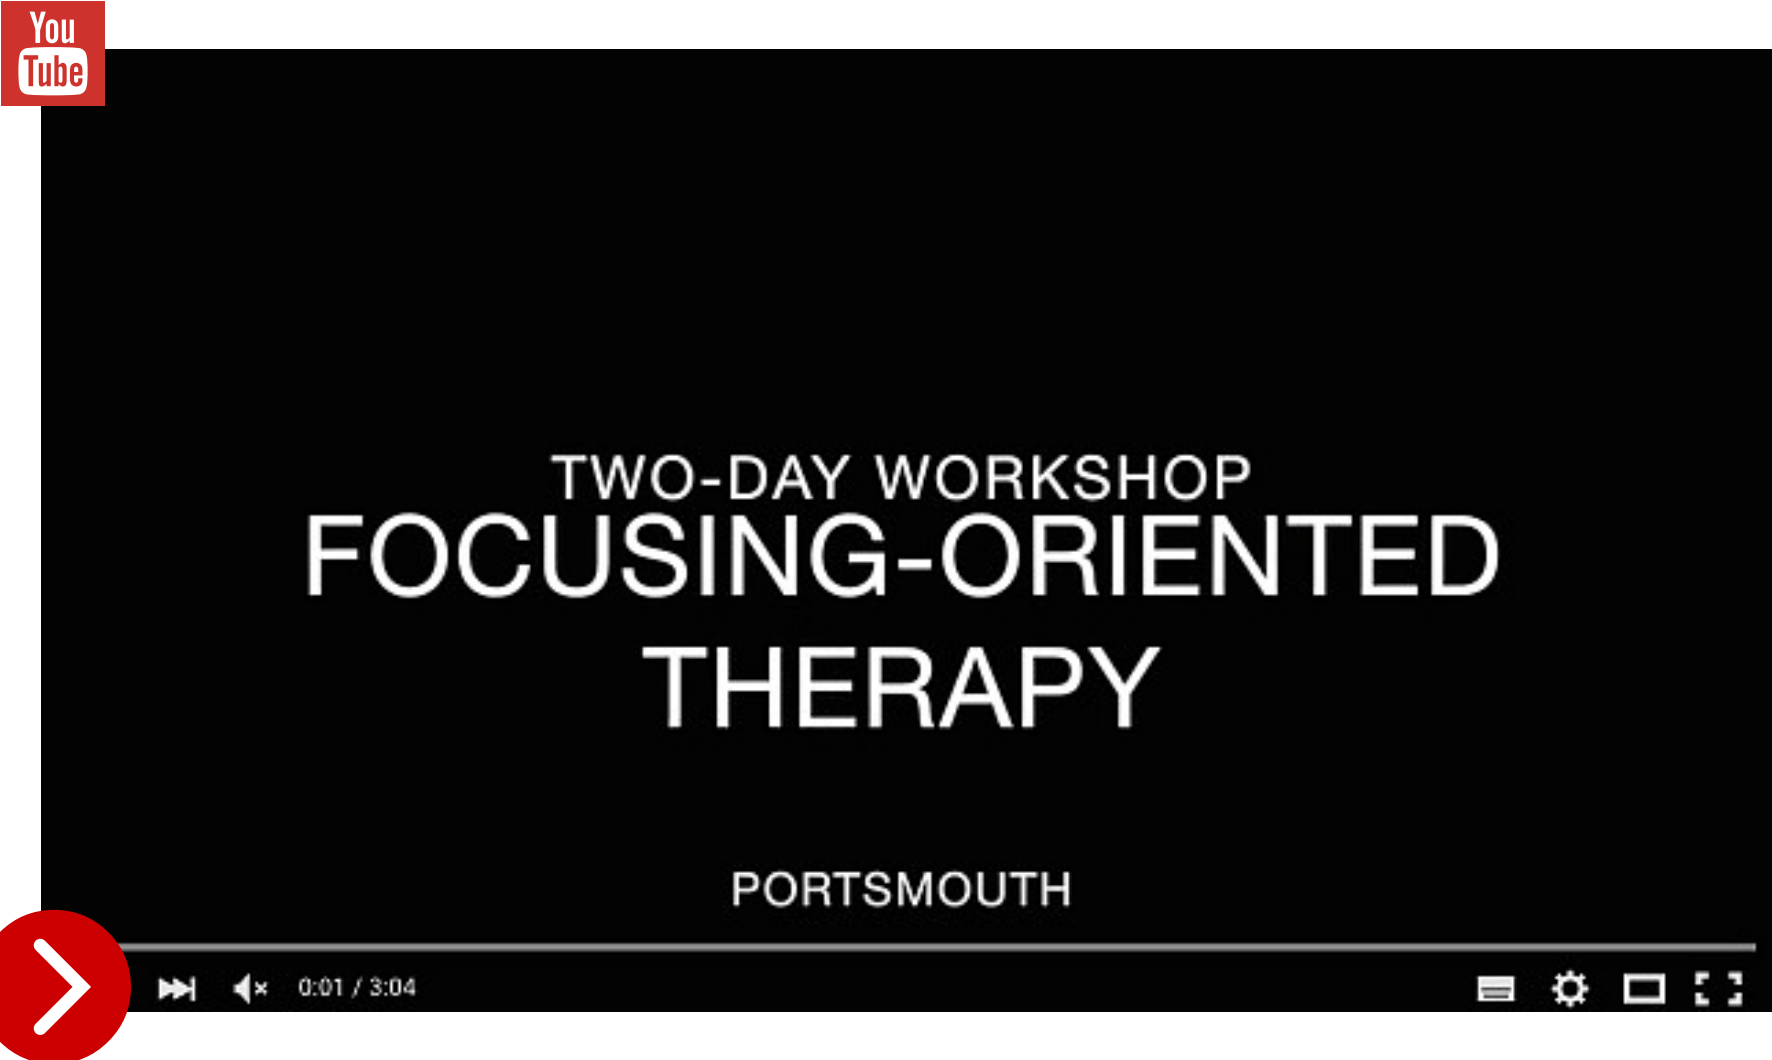 You
Tube
TWO-DAY WORKSHOP
FOCUSING-ORIENTED
THERAPY
PORTSMOUTH
0:01 / 3:04